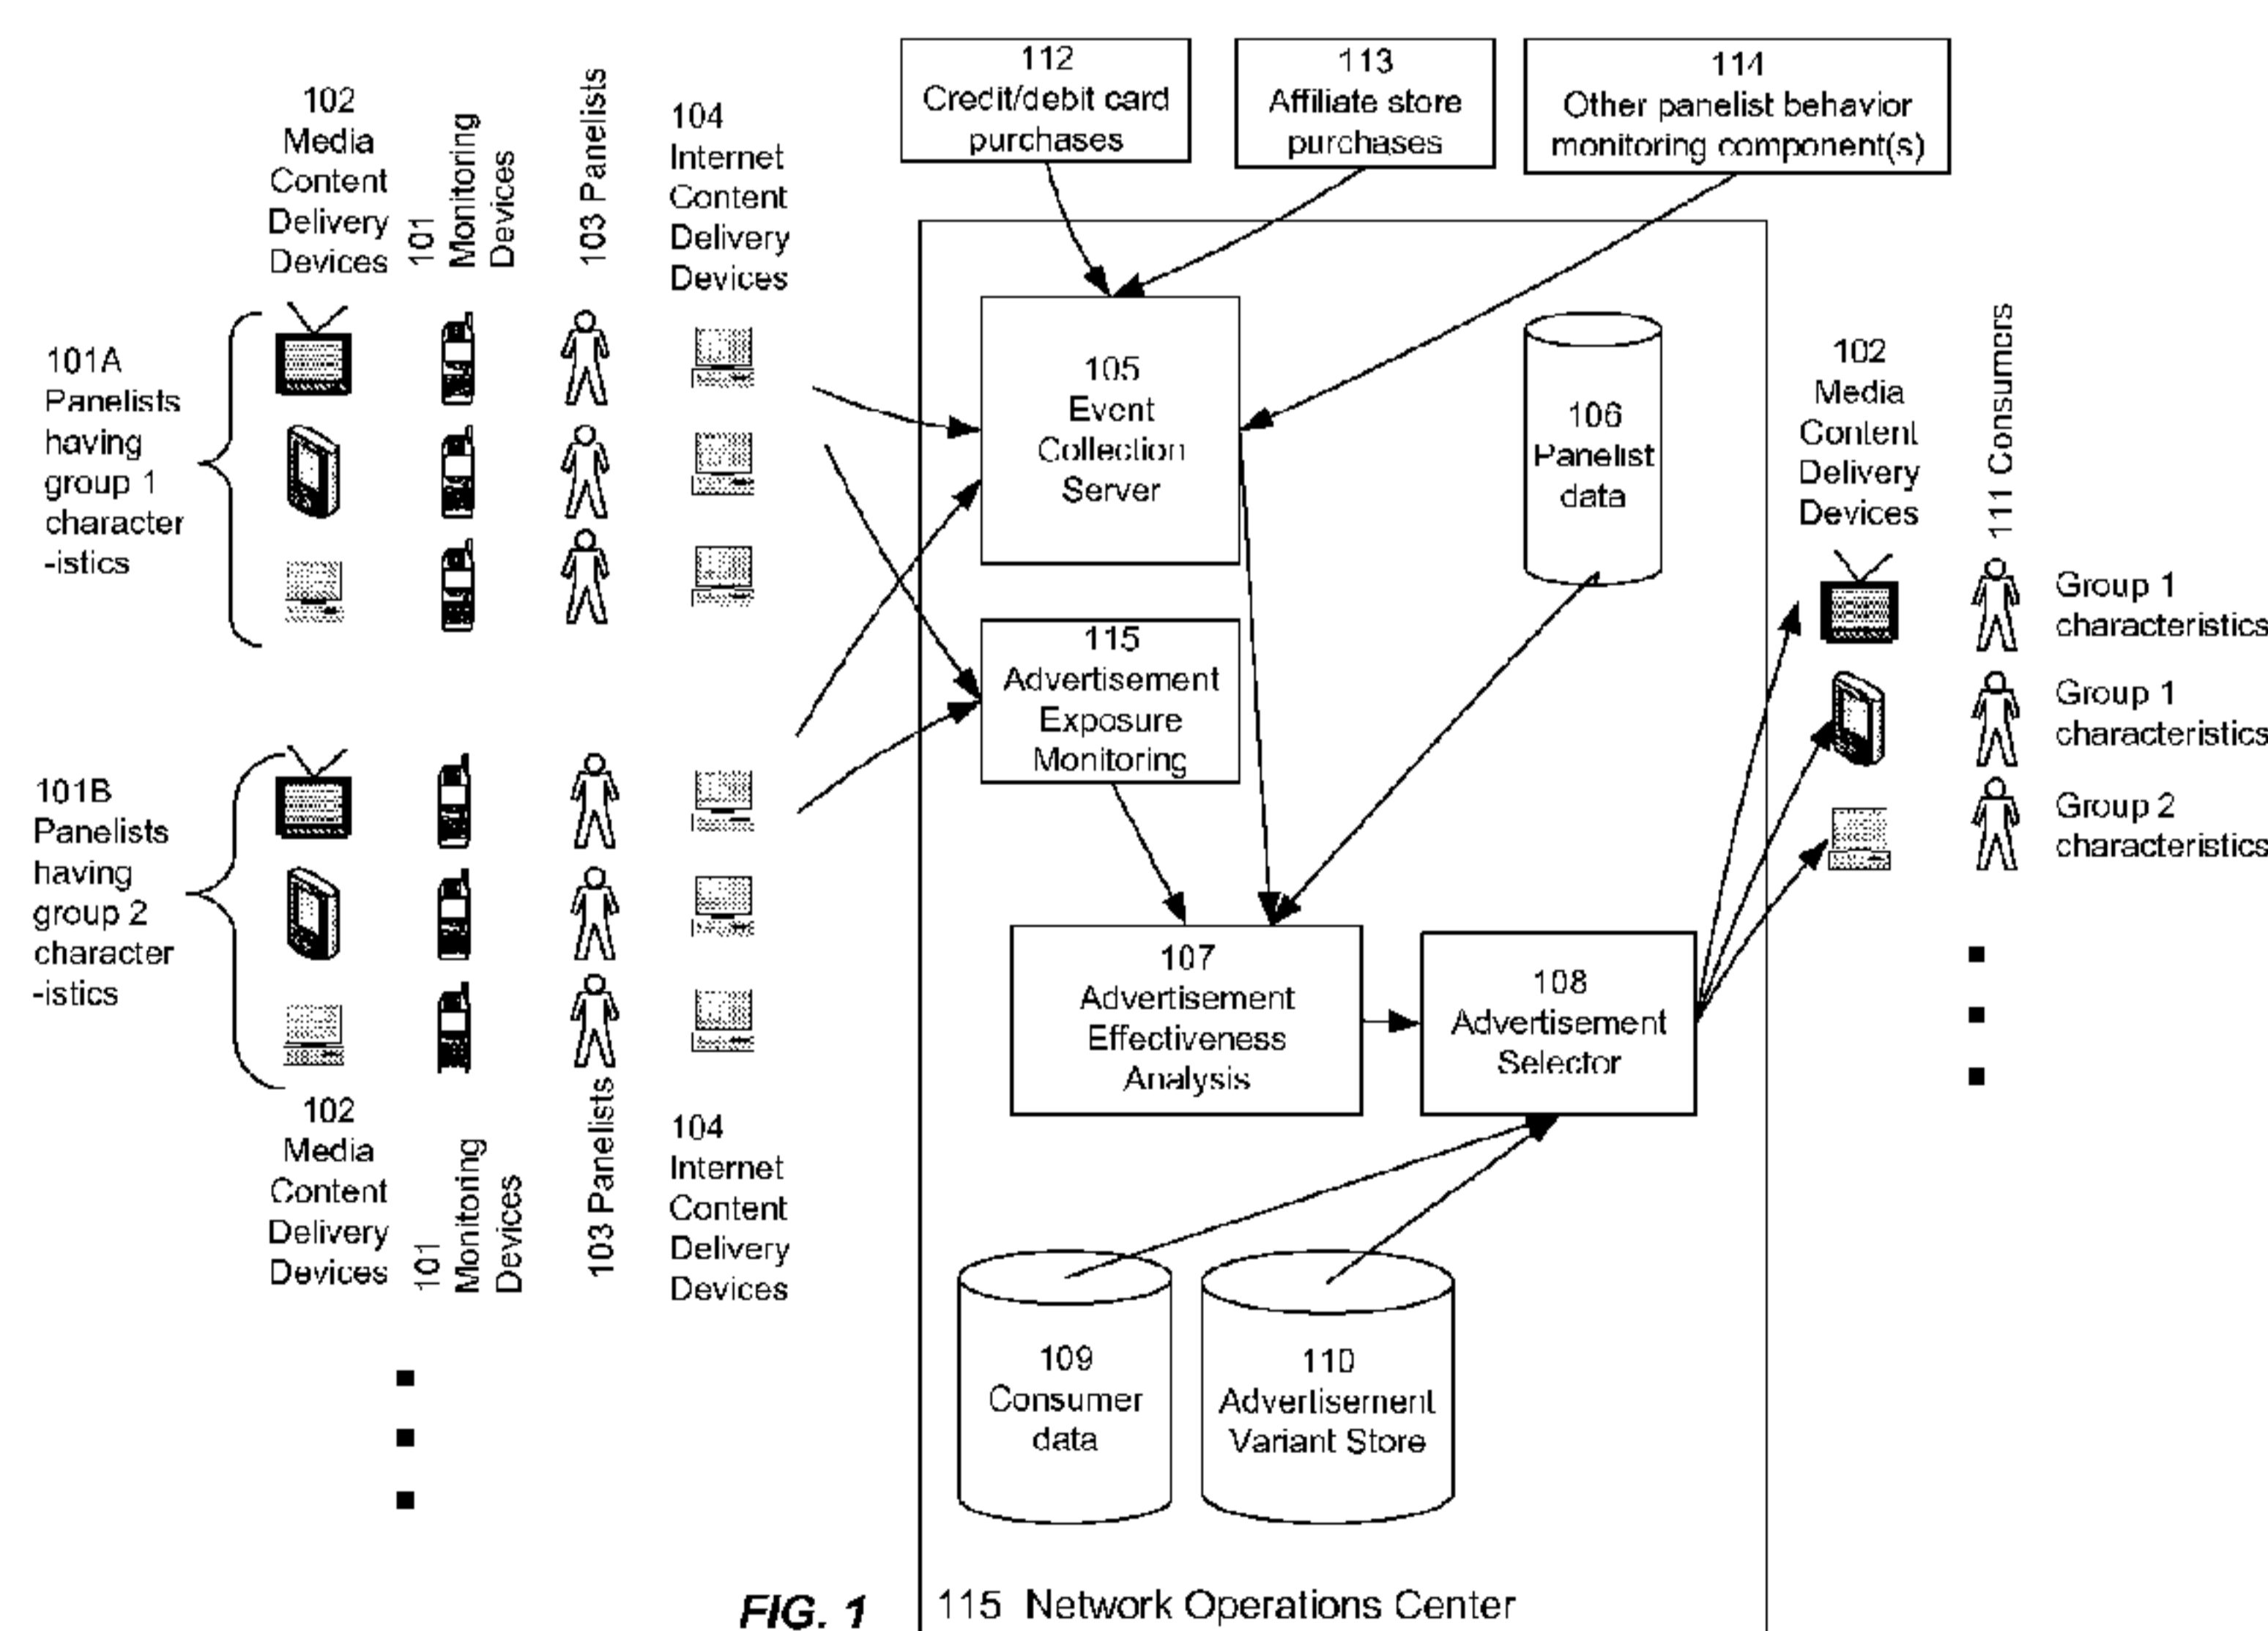 102
Media
Content
Delivery
Devices
101
Monitoring
Devices
103 Panelists
104
Internet
Content
Delivery
Devices
112
Credit/debit card
purchases
113
Affiliate store
purchases
114
Other panelist behavior
monitoring component(s)
101A
Panelists
having
group 1
character
-istics
105
Event
Collection
Server
106
Panelist
data
102
Media
Content
Delivery
Devices
111 Consumers
Group 1
characteristics
Group 1
characteristics
Group 2
characteristics
115
Advertisement
Exposure
Monitoring
101B
Panelists
having
group 2
character
-istics
107
Advertisement
Effectiveness
Analysis
108
Advertisement
Selector
102
Media
Content
Delivery
Devices
101
Monitoring
Devices
103 Panelists
104
Internet
Content
Delivery
Devices
109
Consumer
data
110
Advertisement
Variant Store
FIG. 1
115 Network Operations Center